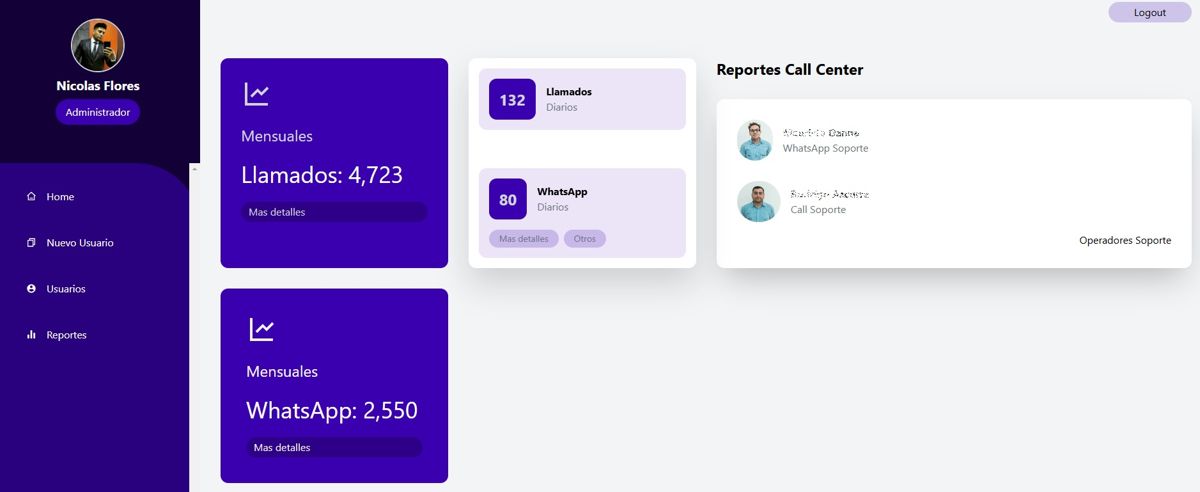 Logout
Nicolas Flores
Administrador
Home
Nuevo Usuario
Usuarios
Reportes
Mensuales
Llamados: 4,723
Mas detalles
Mensuales
WhatsApp: 2,550
Mas detalles
132
Llamados
Diarios
80
WhatsApp
Diarios
Mas detalles
Otros
Reportes Call Center
WhatsApp Soporte
Call Soporte
Operadores Soporte